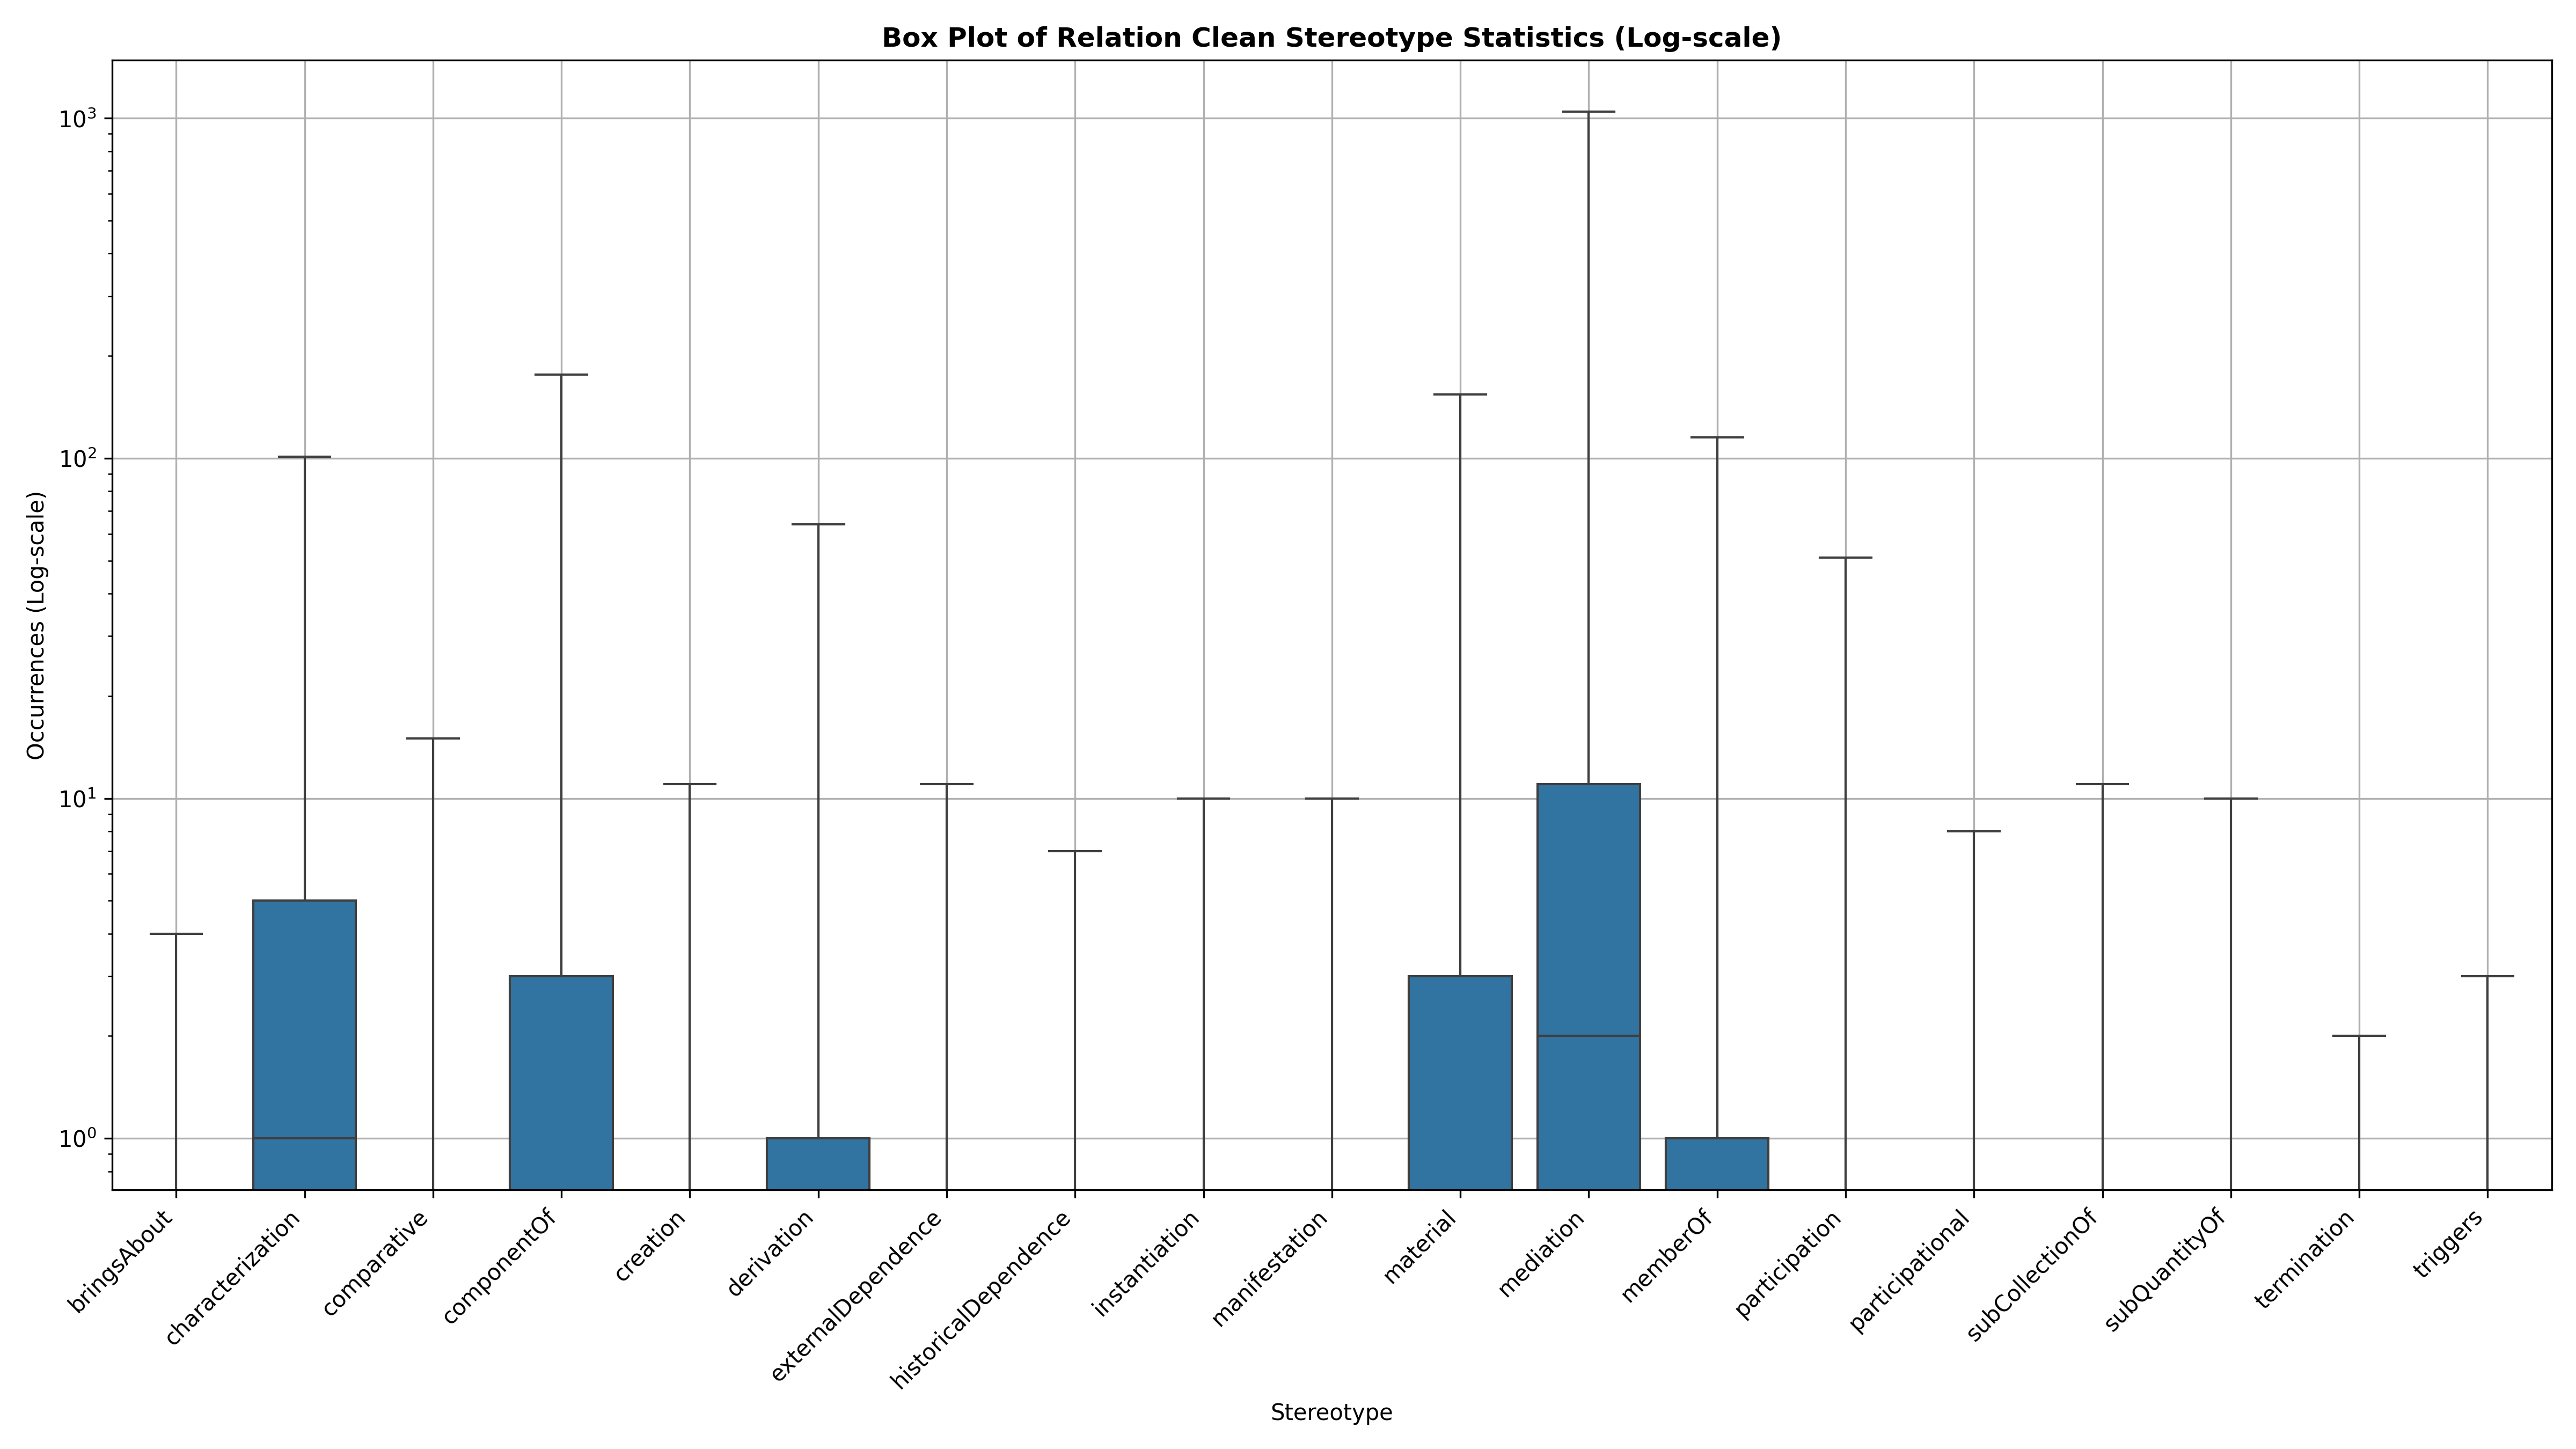 Box Plot of Relation Clean Stereotype Statistics (Log-scale)
Occurrences (Log-scale)
10³
10²
10¹
10⁰
bringsAbout
characterization
comparative
componentOf
creation
derivation
externalDependence
historicalDependence
instantiation
manifestation
material
mediation
memberOf
participation
participational
subCollectionOf
subQuantityOf
termination
triggers
Stereotype